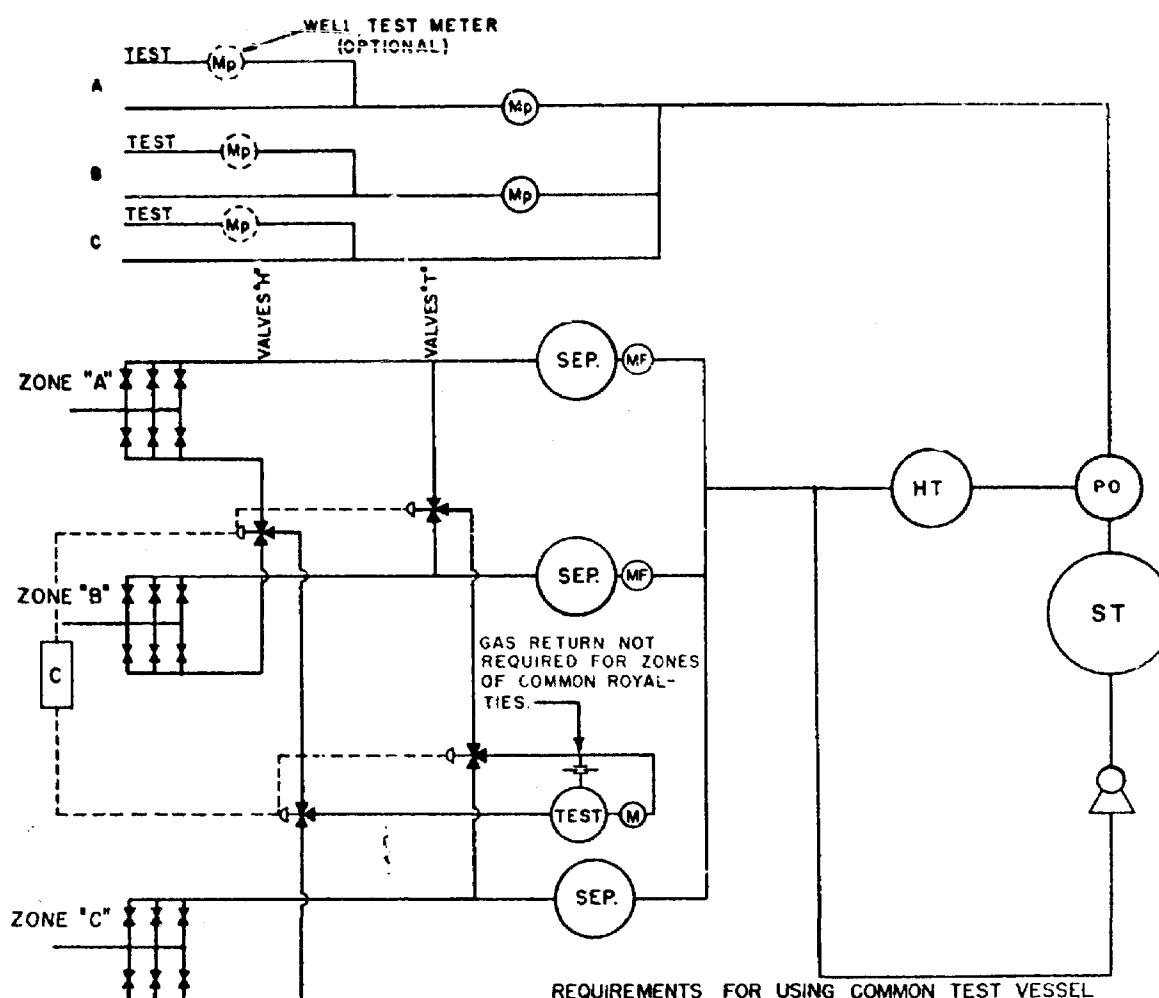 WELL TEST METER
(OPTIONAL)
TEST
Mp
A
Mp
TEST
Mp
B
Mp
TEST
Mp
C
VALVES "H"
VALVES "T"
ZONE "A"
SEP.
MF
HT
PO
ZONE "B"
SEP.
MF
ST
C
GAS RETURN NOT
REQUIRED FOR ZONES
OF COMMON ROYAL-
TIES.
TEST
M
SEP.
ZONE "C"
REQUIREMENTS FOR USING COMMON TEST VESSEL